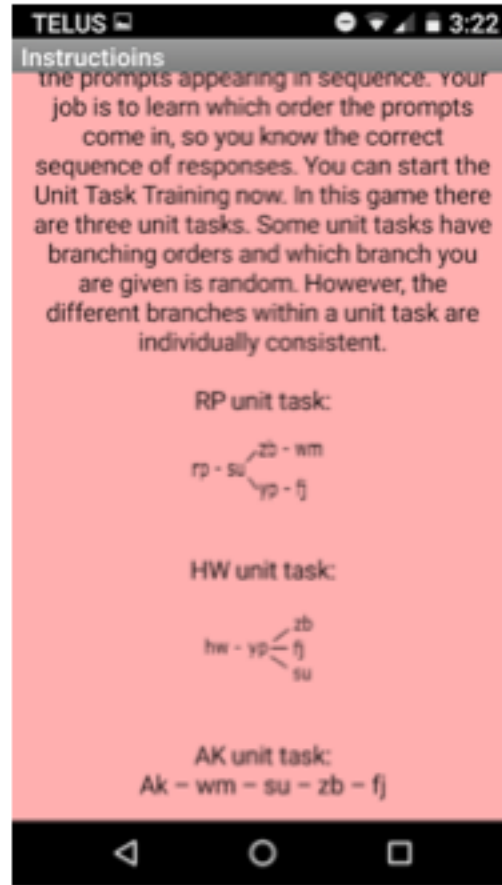 TELUS 3:22
Instructioins
the prompts appearing in sequence. Your
job is to learn which order the prompts
come in, so you know the correct
sequence of responses. You can start the
Unit Task Training now. In this game there
are three unit tasks. Some unit tasks have
branching orders and which branch you
are given is random. However, the
different branches within a unit task are
individually consistent.
RP unit task:
zb - wm
rp - su
yp - fj
HW unit task:
zb
hw - yp fj
su
AK unit task:
Ak – wm – su – zb – fj